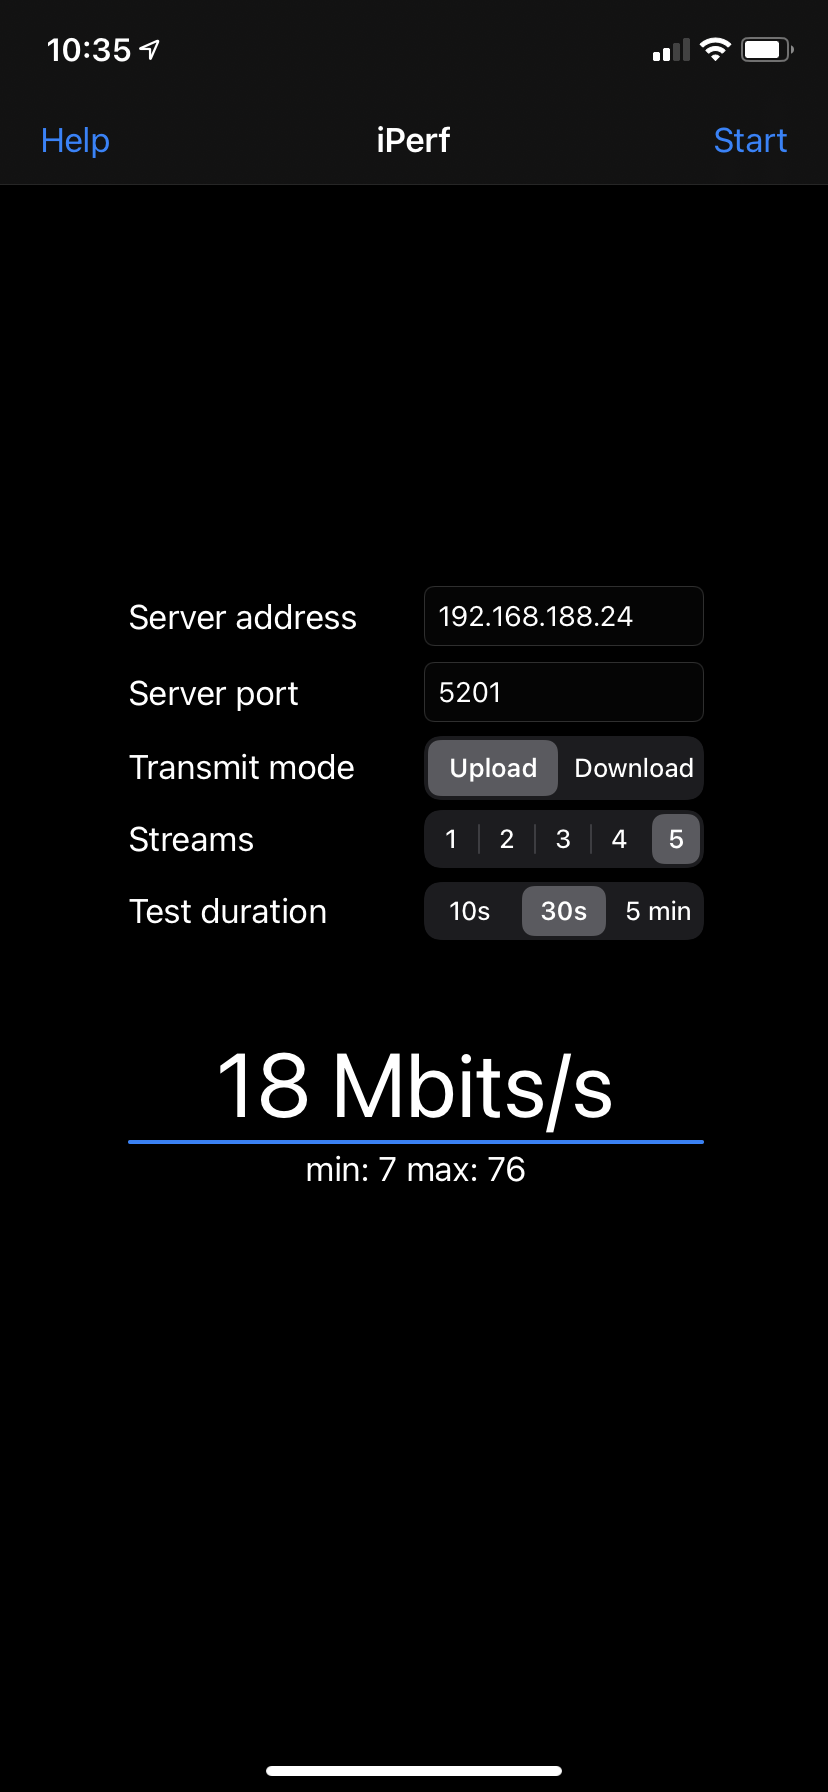 10:35
Help iPerf Start
Server address 192.168.188.24
Server port 5201
Transmit mode Upload Download
Streams 1 2 3 4 5
Test duration 10s 30s 5 min
18 Mbits/s
min: 7 max: 76